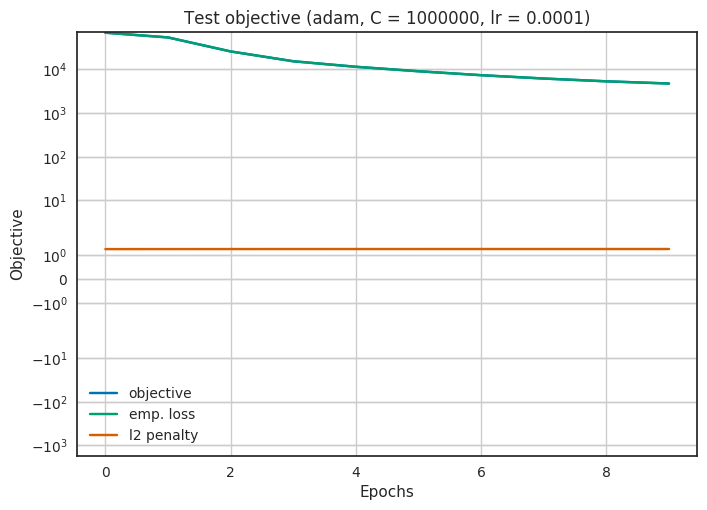 Test objective (adam, C = 1000000, lr = 0.0001)
Objective
10⁴
10³
10²
10¹
10⁰
0
−10⁰
−10¹
−10²
−10³
objective
emp. loss
l2 penalty
0 2 4 6 8
Epochs